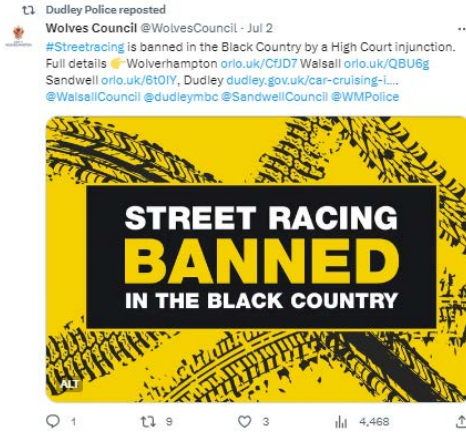 Dudley Police reposted
Wolves Council @WolvesCouncil · Jul 2
#Streetracing is banned in the Black Country by a High Court injunction.
Full details 👉Wolverhampton orlo.uk/CfJD7 Walsall orlo.uk/QBU6g
Sandwell orlo.uk/6t0IY, Dudley dudley.gov.uk/car-cruising-i....
@WalsallCouncil @dudleymbc @SandwellCouncil @WMPolice
STREET RACING
BANNED
IN THE BLACK COUNTRY
ALT
1 9 3 4,468